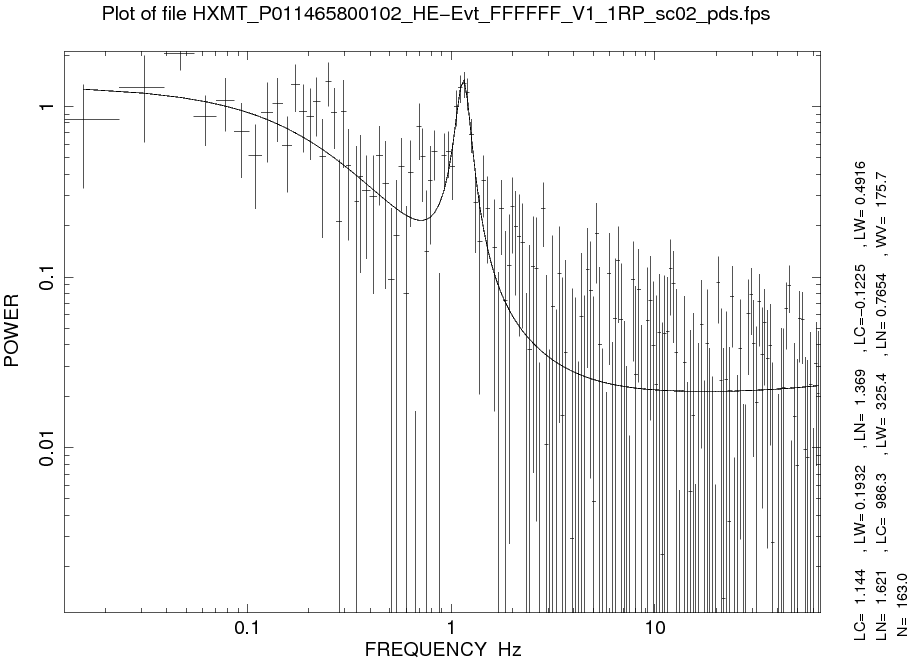 Plot of file HXMT_P011465800102_HE−Evt_FFFFFF_V1_1RP_sc02_pds.fps
POWER
1
0.1
0.01
0.1
1
10
FREQUENCY Hz
LC= 1.144 , LW= 0.1932 , LN= 1.369 , LC=−0.1225 , LW= 0.4916
LN= 1.621 , LC= 986.3 , LW= 325.4 , LN= 0.7654 , WV= 175.7
N= 163.0